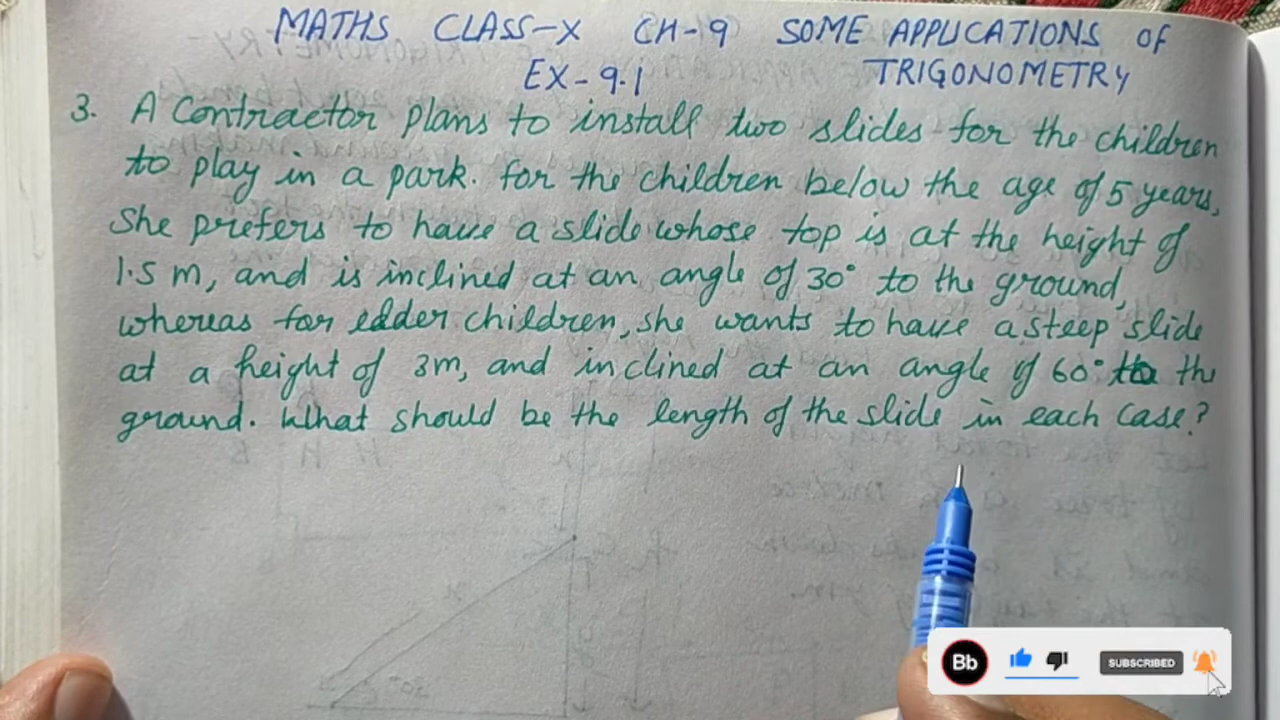 MATHS CLASS-X CH-9 SOME APPLICATIONS OF
EX-9.1 TRIGONOMETRY
3. A Contractor plans to install two slides for the children
to play in a park. for the children below the age of 5 years,
She prefers to have a slide whose top is at the height of
1.5 m, and is inclined at an angle of 30° to the ground,
whereas for elder children, she wants to have a steep slide
at a height of 3m, and inclined at an angle of 60° to the
ground. What should be the length of the slide in each case?
x
30°
Bb
SUBSCRIBED